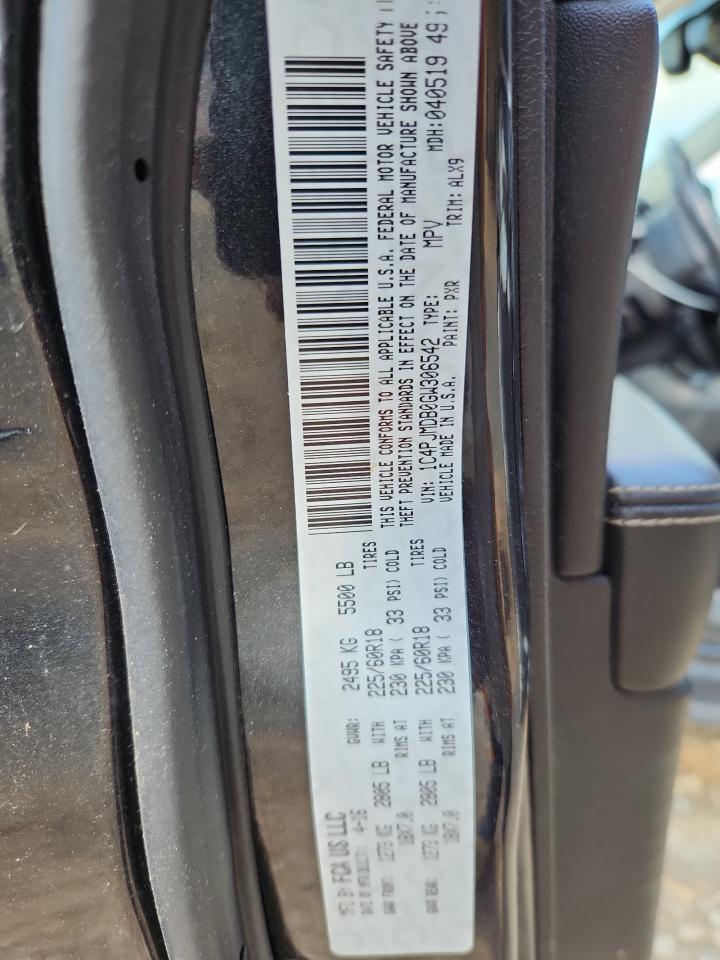 MFD BY: FCA US LLC
DATE OF MFR: 4-16 GVWR: 2495 KG 5500 LB
GAWR FRONT: 1273 KG 2805 LB WITH 225/60R18 TIRES
18X7.0 RIMS AT 230 KPA ( 33 PSI) COLD
GAWR REAR: 1273 KG 2805 LB WITH 225/60R18 TIRES
18X7.0 RIMS AT 230 KPA ( 33 PSI) COLD
THIS VEHICLE CONFORMS TO ALL APPLICABLE U.S.A. FEDERAL MOTOR VEHICLE SAFETY
THEFT PREVENTION STANDARDS IN EFFECT ON THE DATE OF MANUFACTURE SHOWN ABOVE
VIN: 1C4PJMDB0GW306542 TYPE: MPV MDH:040519 49
VEHICLE MADE IN U.S.A. PAINT: PXR TRIM: ALX9